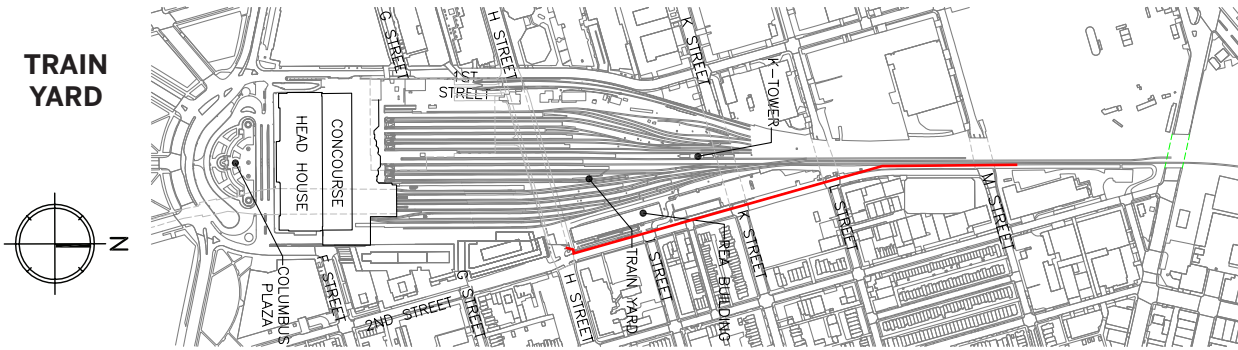 TRAIN
YARD
G STREET
H STREET
K STREET
1ST
STREET
K-TOWER
HEAD HOUSE
CONCOURSE
N
COLUMBUS
PLAZA
F STREET
G STREET
2ND STREET
H STREET
TRAIN YARD
I STREET
UREA BUILDING
K STREET
L STREET
M STREET